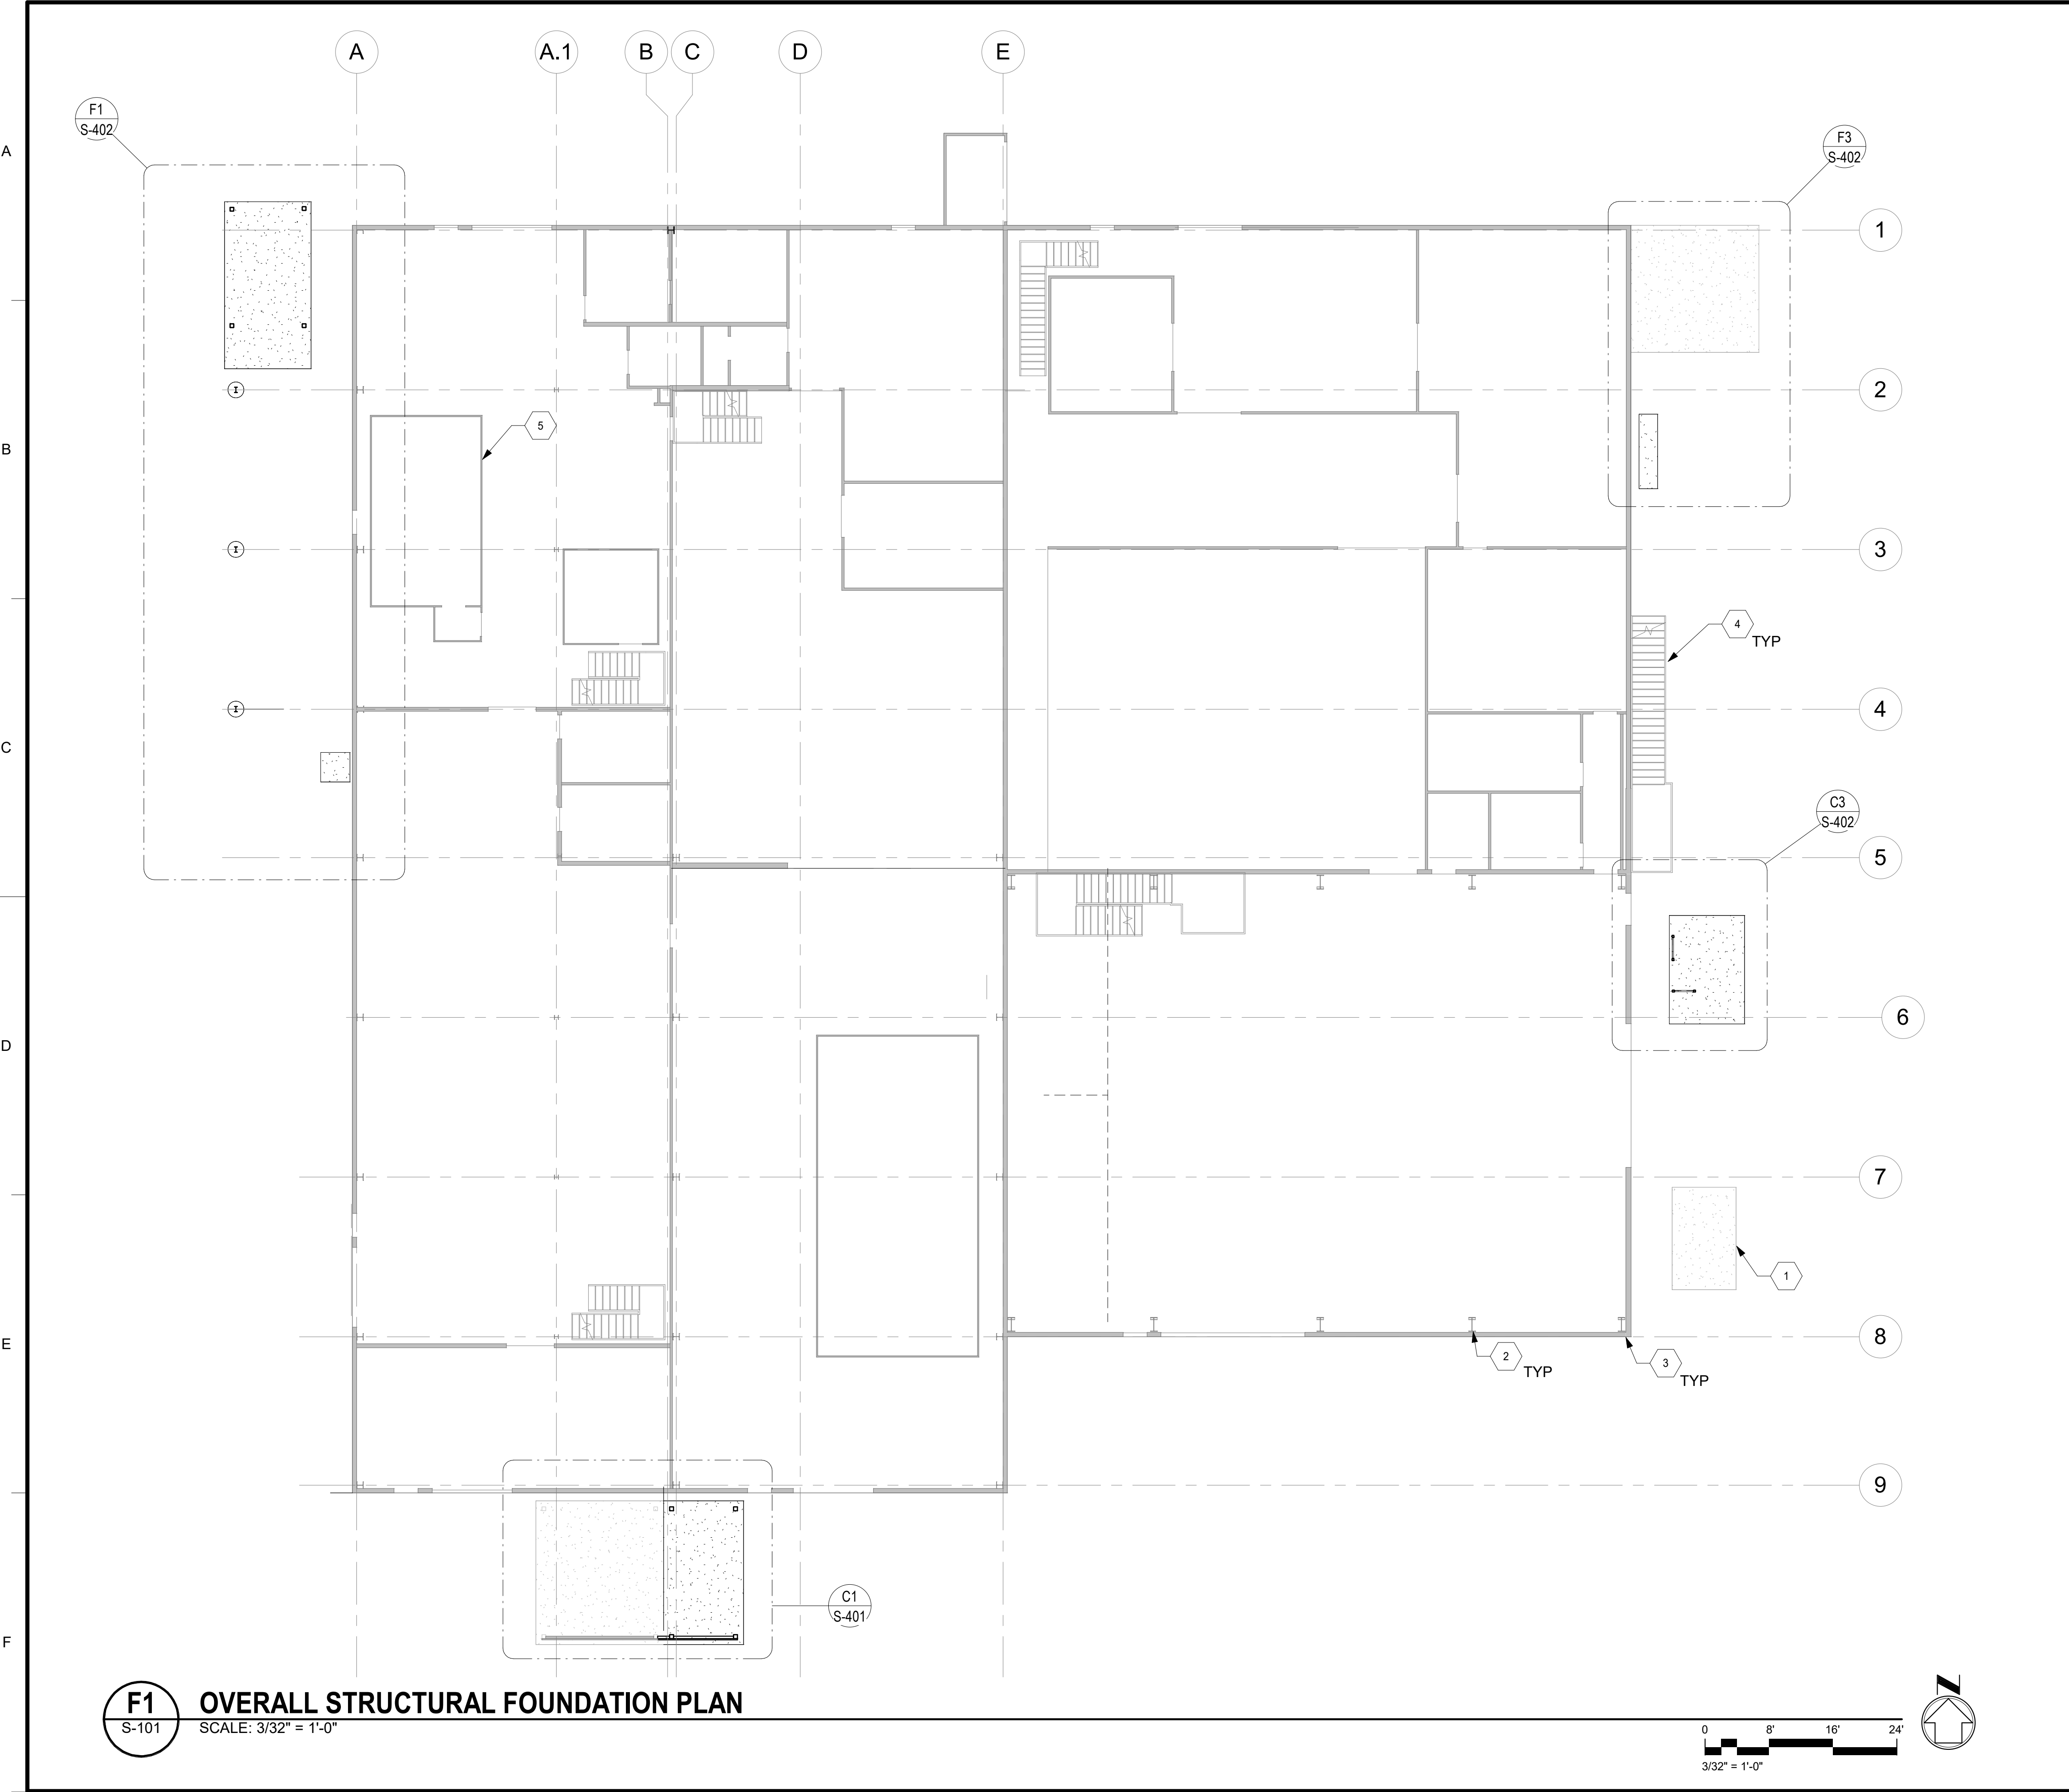 A
A.1
B
C
D
E
F1
S-402
F3
S-402
A
1
2
B
5
3
4
TYP
4
C
C3
S-402
5
6
D
7
1
8
E
2
TYP
3
TYP
9
C1
S-401
F
F1
S-101
OVERALL STRUCTURAL FOUNDATION PLAN
SCALE: 3/32" = 1'-0"
N
0
8'
16'
24'
3/32" = 1'-0"